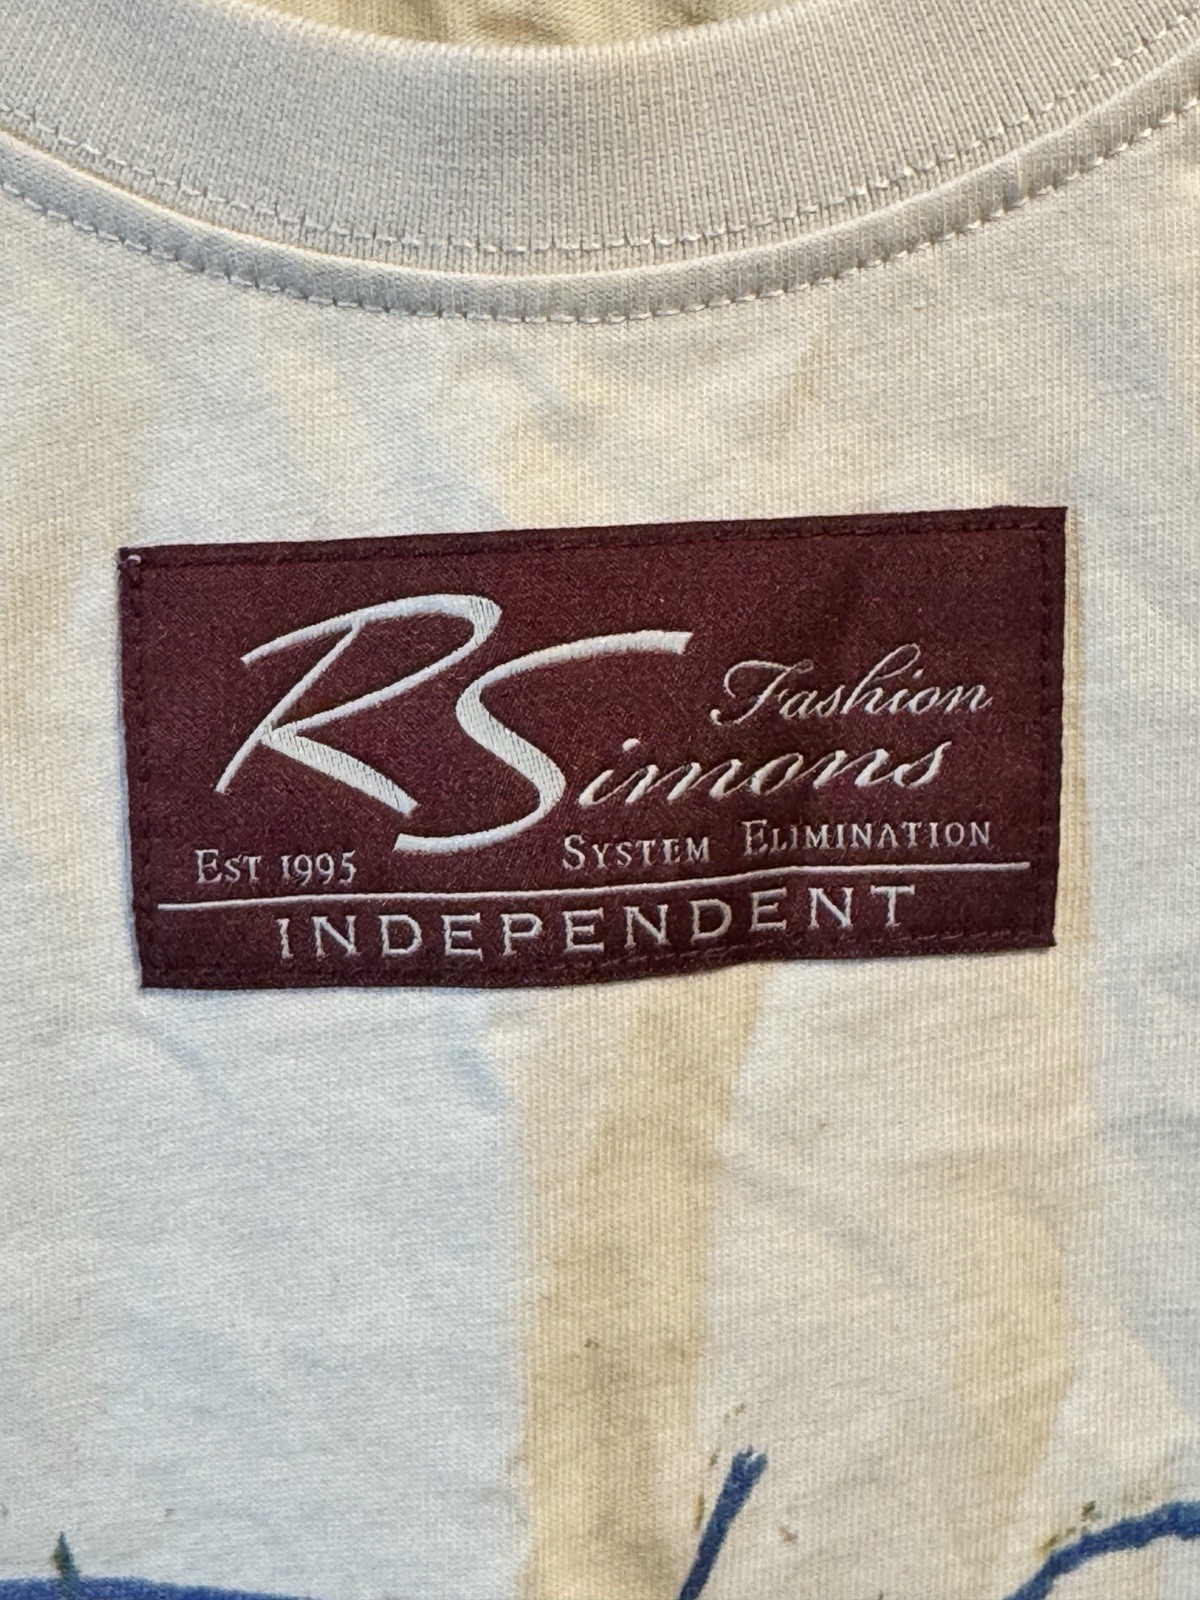 Fashion
RSimons
EST 1995 SYSTEM ELIMINATION
INDEPENDENT